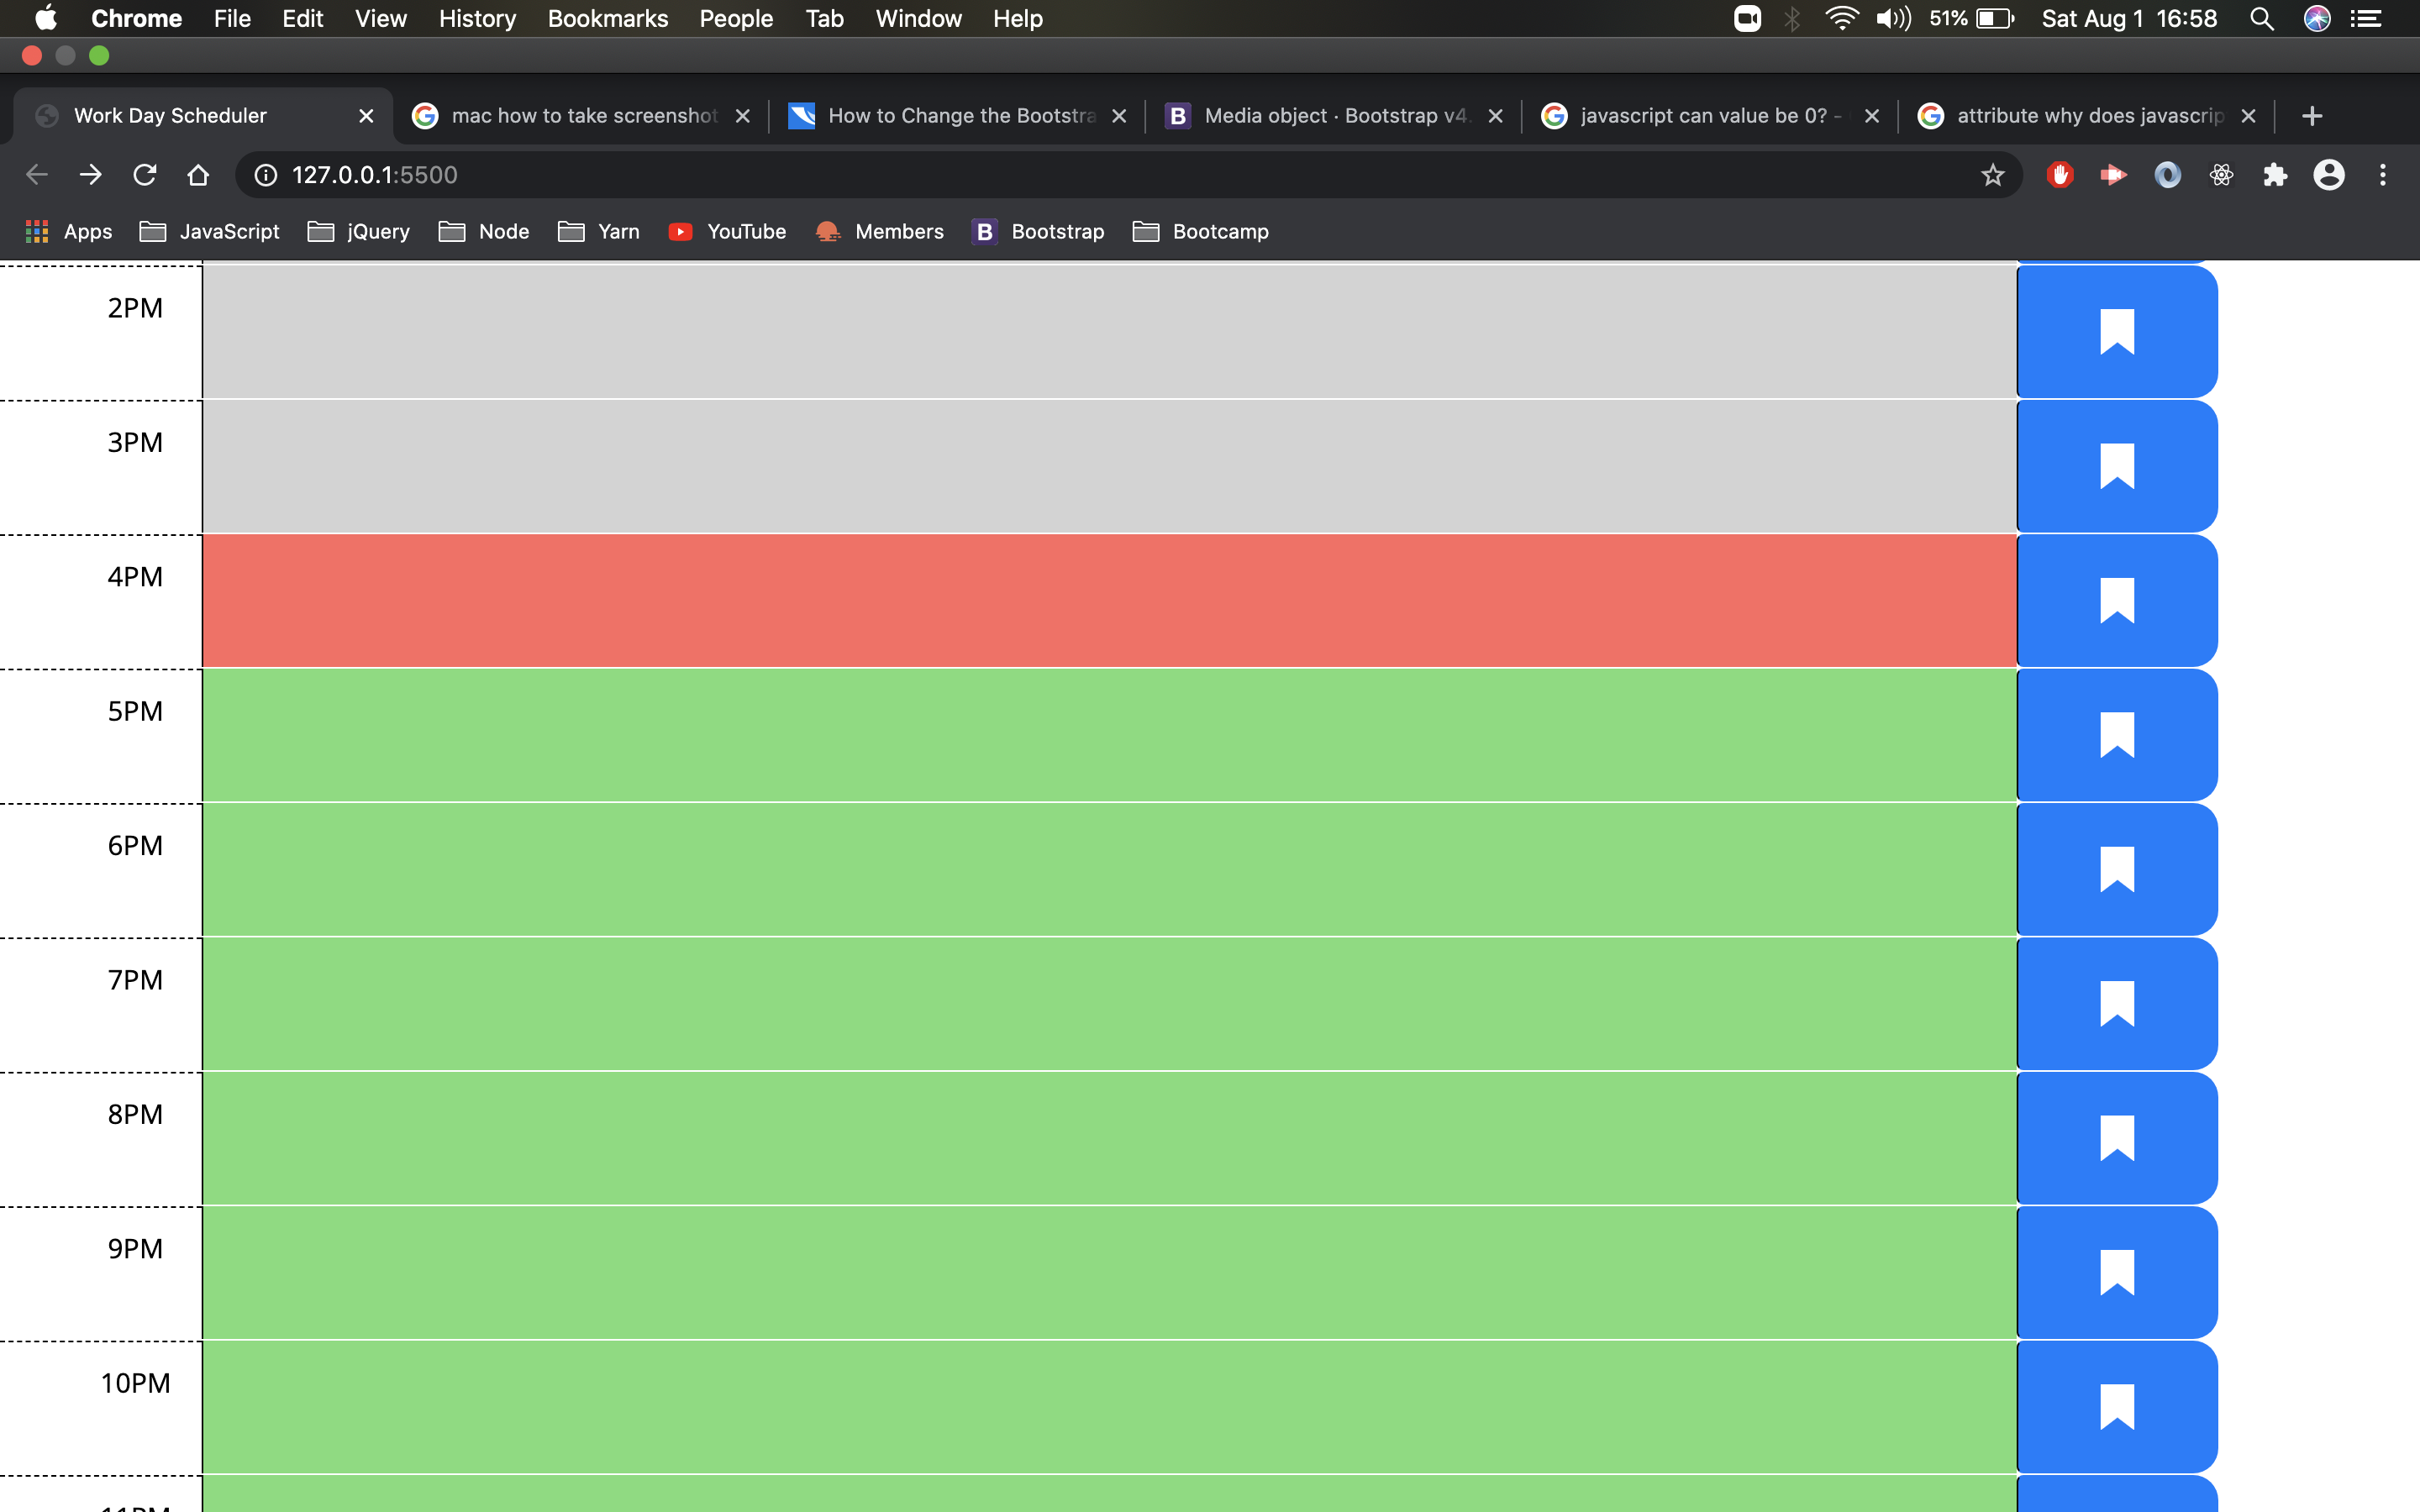 Chrome File Edit View History Bookmarks People Tab Window Help 51% Sat Aug 1 16:58
Work Day Scheduler mac how to take screenshot How to Change the Bootstra B Media object · Bootstrap v4. javascript can value be 0? - attribute why does javascrip
127.0.0.1:5500
Apps JavaScript jQuery Node Yarn YouTube Members B Bootstrap Bootcamp
2PM
3PM
4PM
5PM
6PM
7PM
8PM
9PM
10PM
11PM